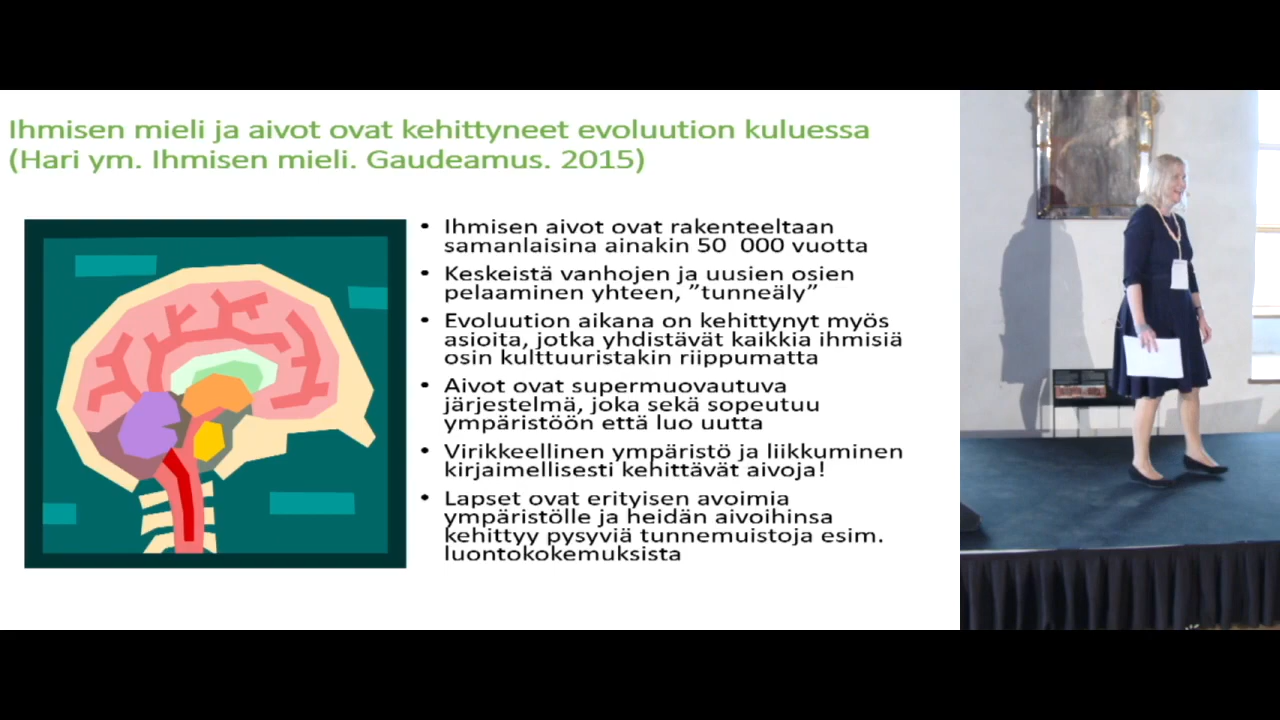 Ihmisen mieli ja aivot ovat kehittyneet evoluution kuluessa
(Hari ym. Ihmisen mieli. Gaudeamus. 2015)
• Ihmisen aivot ovat rakenteeltaan
samanlaisina ainakin 50 000 vuotta
• Keskeistä vanhojen ja uusien osien
pelaaminen yhteen, ”tunneäly”
• Evoluution aikana on kehittynyt myös
asioita, jotka yhdistävät kaikkia ihmisiä
osin kulttuuristakin riippumatta
• Aivot ovat supermuovautuva
järjestelmä, joka sekä sopeutuu
ympäristöön että luo uutta
• Virikkeellinen ympäristö ja liikkuminen
kirjaimellisesti kehittävät aivoja!
• Lapset ovat erityisen avoimia
ympäristölle ja heidän aivoihinsa
kehittyy pysyviä tunnemuistoja esim.
luontokokemuksista